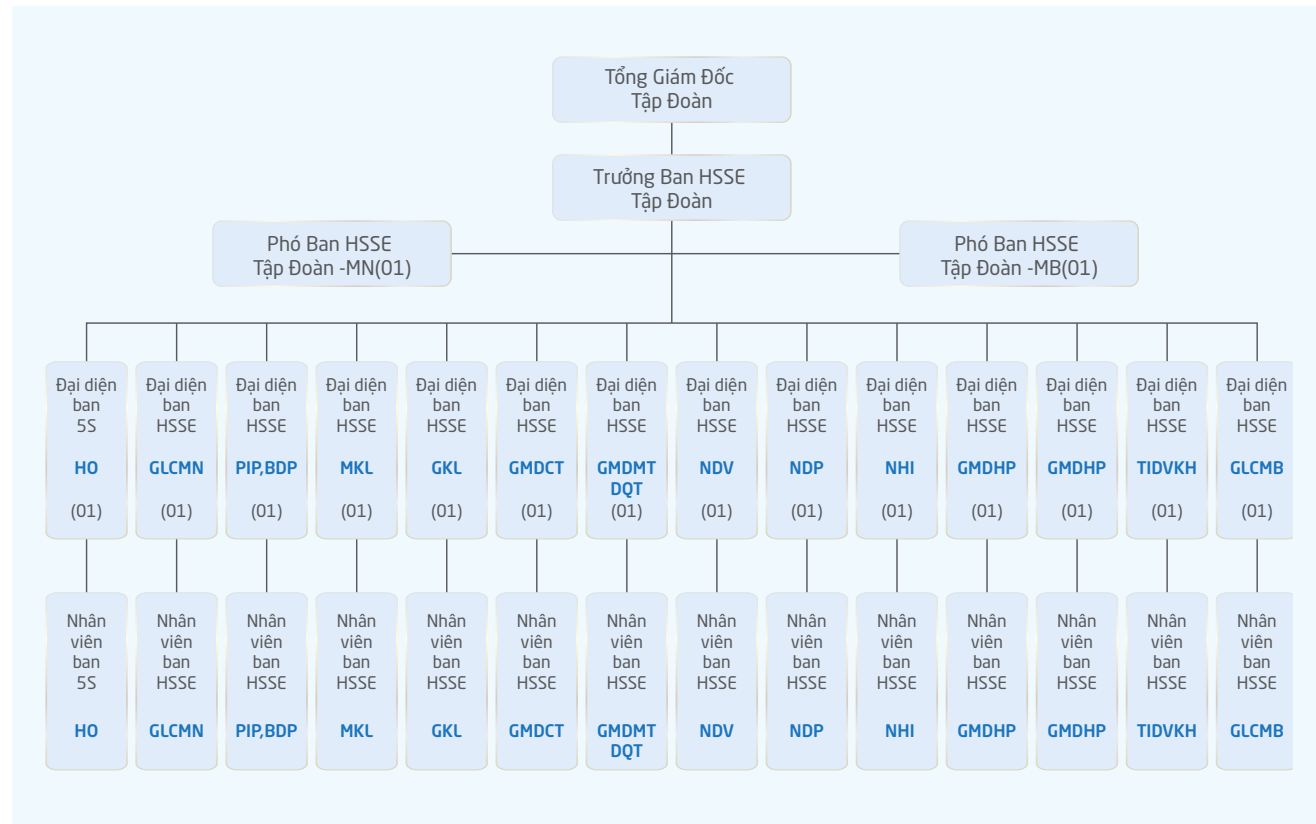 Tổng Giám Đốc
Tập Đoàn
Trưởng Ban HSSE
Tập Đoàn
Phó Ban HSSE
Tập Đoàn -MN(01)
Phó Ban HSSE
Tập Đoàn -MB(01)
Đại diện
ban
5S
HO
(01)
Đại diện
ban
HSSE
GLCMN
(01)
Đại diện
ban
HSSE
PIP,BDP
(01)
Đại diện
ban
HSSE
MKL
(01)
Đại diện
ban
HSSE
GKL
(01)
Đại diện
ban
HSSE
GMDCT
(01)
Đại diện
ban
HSSE
GMDMT
DQT
(01)
Đại diện
ban
HSSE
NDV
(01)
Đại diện
ban
HSSE
NDP
(01)
Đại diện
ban
HSSE
NHI
(01)
Đại diện
ban
HSSE
GMDHP
(01)
Đại diện
ban
HSSE
GMDHP
(01)
Đại diện
ban
HSSE
TIDVKH
(01)
Đại diện
ban
HSSE
GLCMB
(01)
Nhân
viên
ban
5S
HO
Nhân
viên
ban
HSSE
GLCMN
Nhân
viên
ban
HSSE
PIP,BDP
Nhân
viên
ban
HSSE
MKL
Nhân
viên
ban
HSSE
GKL
Nhân
viên
ban
HSSE
GMDCT
Nhân
viên
ban
HSSE
GMDMT
DQT
Nhân
viên
ban
HSSE
NDV
Nhân
viên
ban
HSSE
NDP
Nhân
viên
ban
HSSE
NHI
Nhân
viên
ban
HSSE
GMDHP
Nhân
viên
ban
HSSE
GMDHP
Nhân
viên
ban
HSSE
TIDVKH
Nhân
viên
ban
HSSE
GLCMB